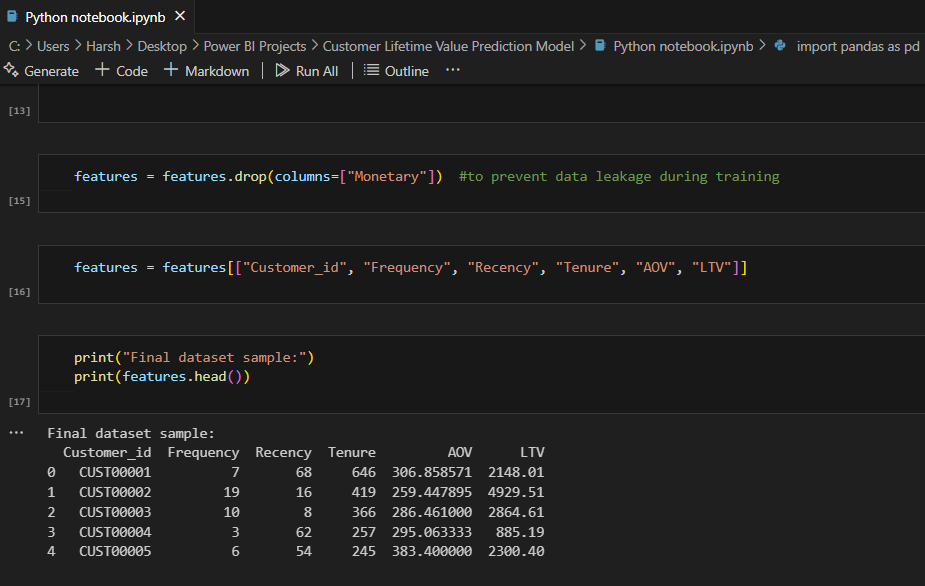 Python notebook.ipynb
C: > Users > Harsh > Desktop > Power BI Projects > Customer Lifetime Value Prediction Model > Python notebook.ipynb > import pandas as pd
Generate + Code + Markdown | Run All | Outline ...
[13]
features = features.drop(columns=["Monetary"])  #to prevent data leakage during training
[15]
features = features[["Customer_id", "Frequency", "Recency", "Tenure", "AOV", "LTV"]]
[16]
print("Final dataset sample:")
print(features.head())
[17]
... Final dataset sample:
  Customer_id  Frequency  Recency  Tenure         AOV      LTV
0   CUST00001          7       68     646  306.858571  2148.01
1   CUST00002         19       16     419  259.447895  4929.51
2   CUST00003         10        8     366  286.461000  2864.61
3   CUST00004          3       62     257  295.063333   885.19
4   CUST00005          6       54     245  383.400000  2300.40